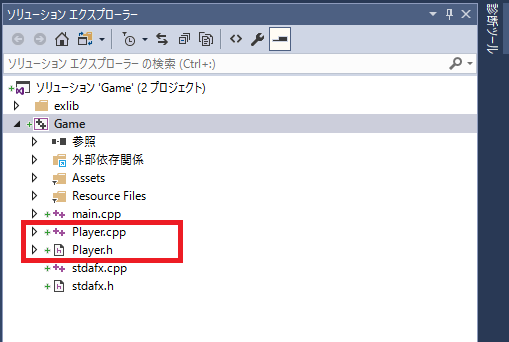 ソリューション エクスプローラー
ソリューション エクスプローラー の検索 (Ctrl+:)
ソリューション 'Game' (2 プロジェクト)
exlib
Game
参照
外部依存関係
Assets
Resource Files
main.cpp
Player.cpp
Player.h
stdafx.cpp
stdafx.h
診断ツール